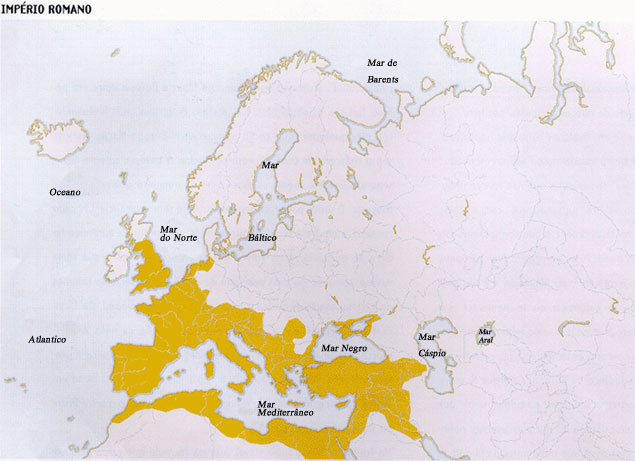 IMPÉRIO ROMANO
Mar de
Barents
Mar
Oceano
Mar
do Norte
Báltico
Atlantico
Mar Negro
Mar
Cáspio
Mar
Aral
Mar
Mediterrâneo